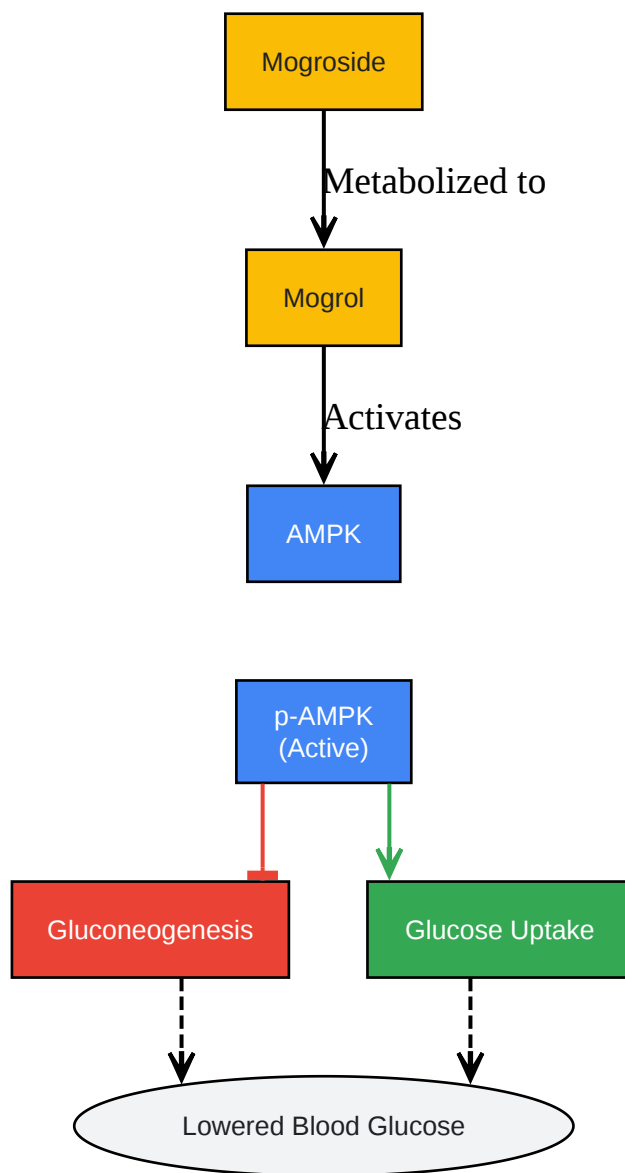 Mogroside
Metabolized to
Mogrol
Activates
AMPK
p-AMPK
(Active)
Gluconeogenesis
Glucose Uptake
Lowered Blood Glucose